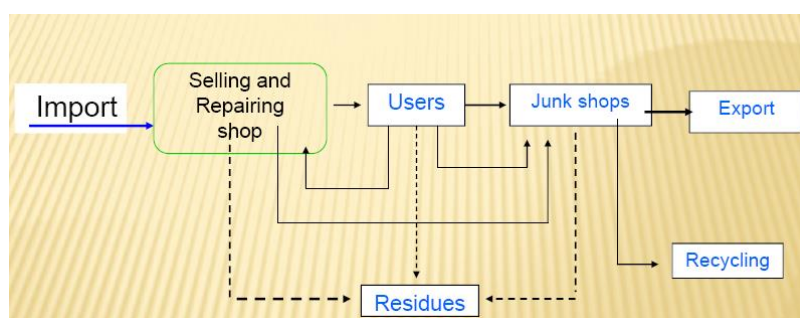 Import
Selling and
Repairing
shop
Users
Junk shops
Export
Recycling
Residues